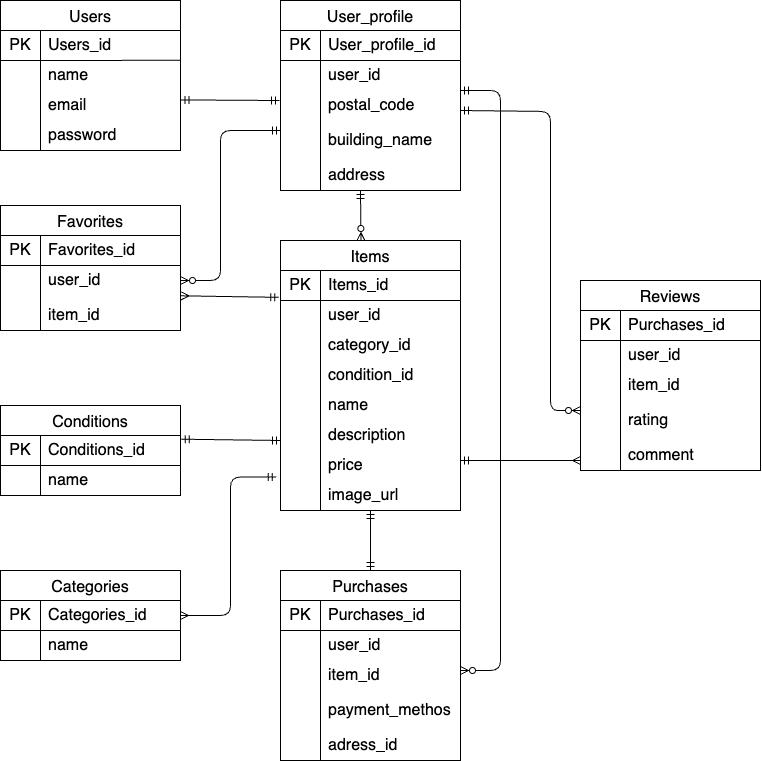 Users
PK Users_id
name
email
password
User_profile
PK User_profile_id
user_id
postal_code
building_name
address
Favorites
PK Favorites_id
user_id
item_id
Items
PK Items_id
user_id
category_id
condition_id
name
description
price
image_url
Reviews
PK Purchases_id
user_id
item_id
rating
comment
Conditions
PK Conditions_id
name
Categories
PK Categories_id
name
Purchases
PK Purchases_id
user_id
item_id
payment_methos
adress_id